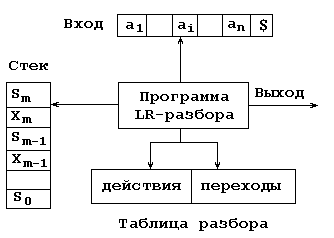 Вход
a1 ai an $
Стек
Sm
Xm
Sm-1
Xm-1
S0
Программа
LR-разбора
Выход
действия переходы
Таблица разбора